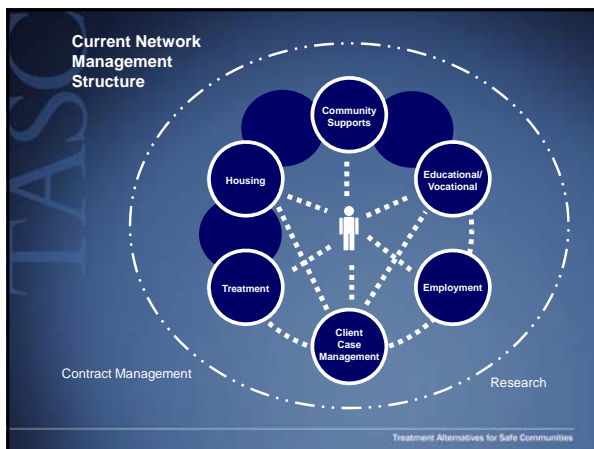 TASC
Current Network
Management
Structure
Community
Supports
Housing
Educational/
Vocational
Treatment
Employment
Client
Case
Management
Contract Management
Research
Treatment Alternatives for Safe Communities